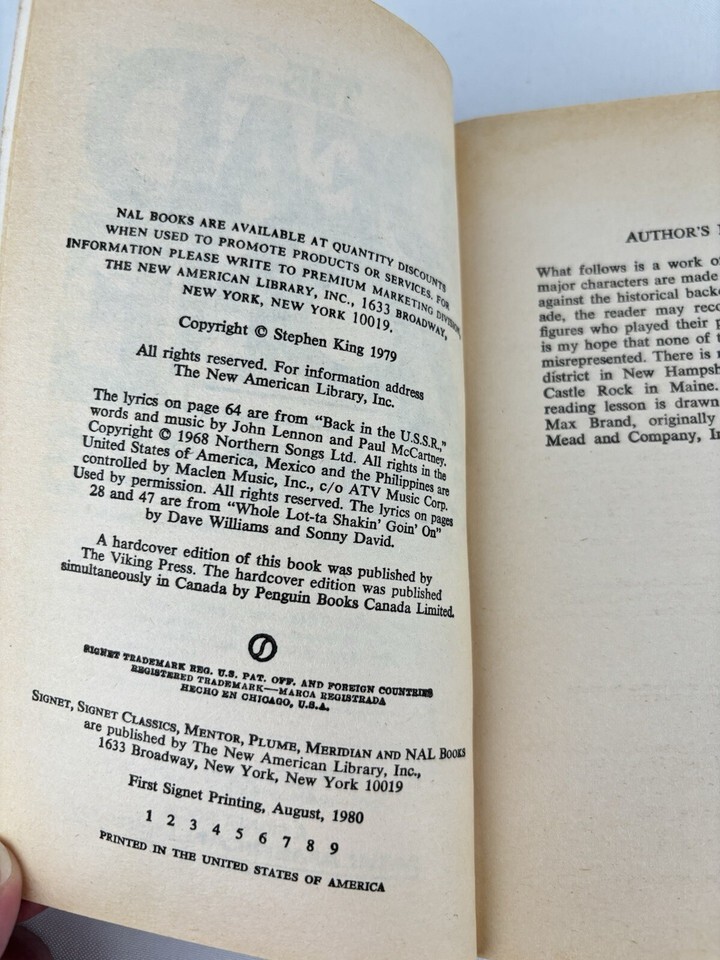 NAL BOOKS ARE AVAILABLE AT QUANTITY DISCOUNTS
WHEN USED TO PROMOTE PRODUCTS OR SERVICES. FOR
INFORMATION PLEASE WRITE TO PREMIUM MARKETING DIVISION,
THE NEW AMERICAN LIBRARY, INC., 1633 BROADWAY,
NEW YORK, NEW YORK 10019.
Copyright © Stephen King 1979
All rights reserved. For information address
The New American Library, Inc.
The lyrics on page 64 are from "Back in the U.S.S.R,"
words and music by John Lennon and Paul McCartney.
Copyright © 1968 Northern Songs Ltd. All rights in the
United States of America, Mexico and the Philippines are
controlled by Maclen Music, Inc., c/o ATV Music Corp.
Used by permission. All rights reserved. The lyrics on pages
28 and 47 are from "Whole Lot-ta Shakin' Goin' On"
by Dave Williams and Sonny David.
A hardcover edition of this book was published by
The Viking Press. The hardcover edition was published
simultaneously in Canada by Penguin Books Canada Limited.
SIGNET TRADEMARK REG. U.S. PAT. OFF. AND FOREIGN COUNTRIES
REGISTERED TRADEMARK—MARCA REGISTRADA
HECHO EN CHICAGO, U.S.A.
SIGNET, SIGNET CLASSICS, MENTOR, PLUME, MERIDIAN AND NAL BOOKS
are published by The New American Library, Inc.,
1633 Broadway, New York, New York 10019
First Signet Printing, August, 1980
1 2 3 4 5 6 7 8 9
PRINTED IN THE UNITED STATES OF AMERICA
AUTHOR'S
What follows is a work
major characters are made
against the historical
ade, the reader may
figures who played their
is my hope that none of
misrepresented. There is
district in New
Castle Rock in Maine.
reading lesson is drawn
Max Brand, originally
Mead and Company,